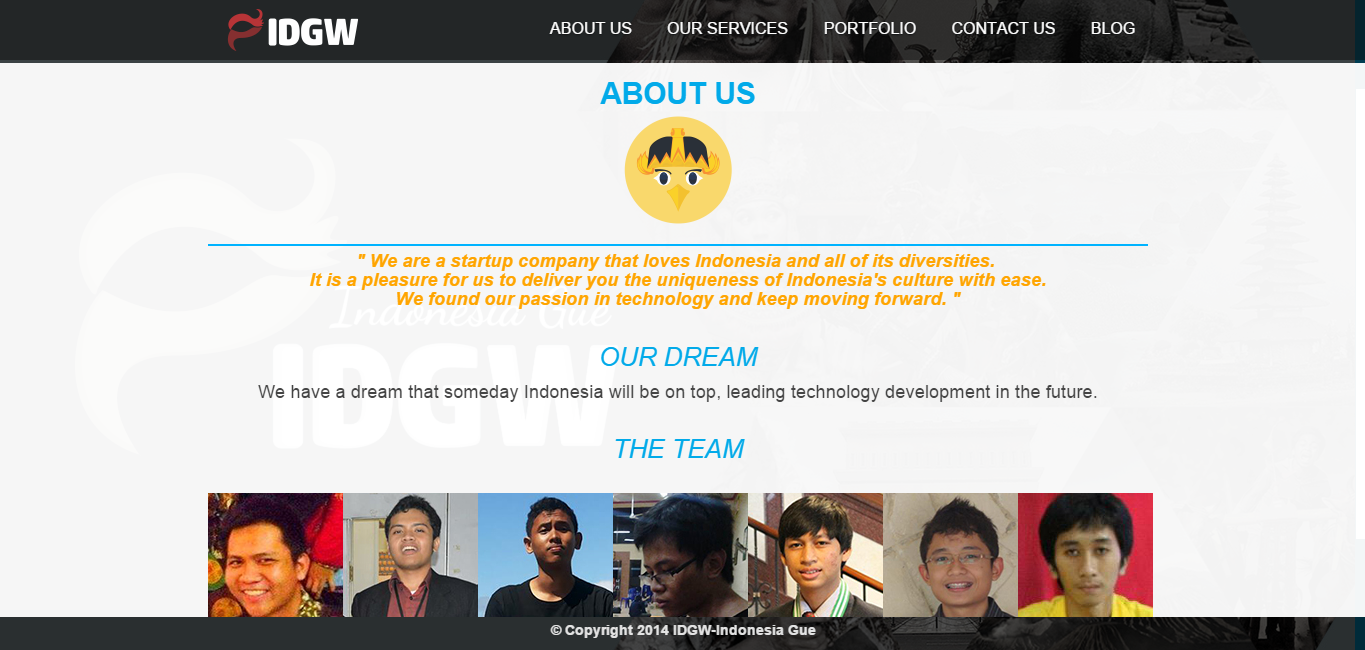 IDGW
ABOUT US
OUR SERVICES
PORTFOLIO
CONTACT US
BLOG
ABOUT US
" We are a startup company that loves Indonesia and all of its diversities.
It is a pleasure for us to deliver you the uniqueness of Indonesia's culture with ease.
We found our passion in technology and keep moving forward. "
Indonesia Gue
IDGW
OUR DREAM
We have a dream that someday Indonesia will be on top, leading technology development in the future.
THE TEAM
© Copyright 2014 IDGW-Indonesia Gue